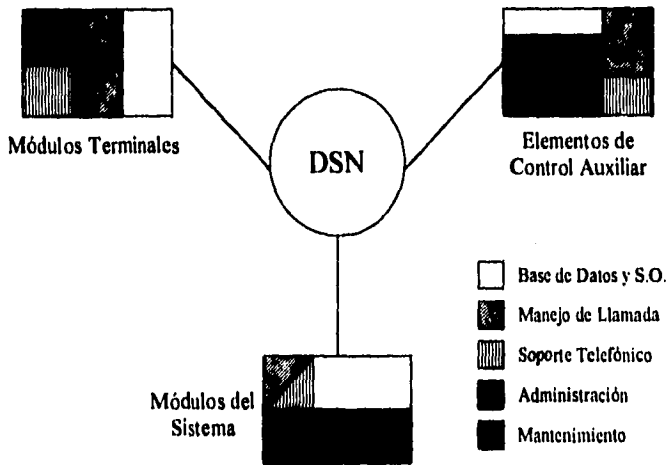 Módulos Terminales
DSN
Elementos de
Control Auxiliar
Base de Datos y S.O.
Manejo de Llamada
Soporte Telefónico
Administración
Mantenimiento
Módulos del
Sistema